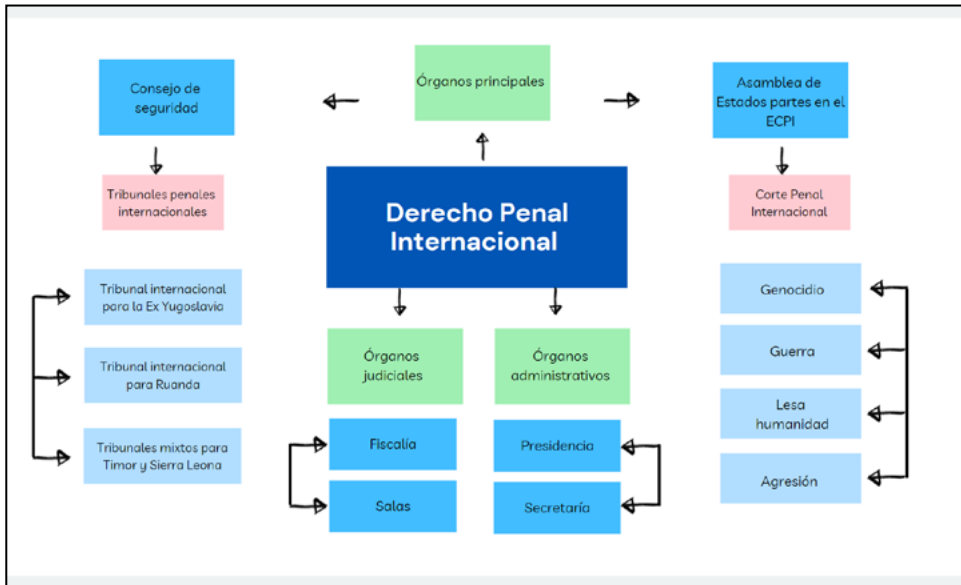 Órganos principales
Consejo de
seguridad
Asamblea de
Estados partes en el
ECPI
Tribunales penales
internacionales
Derecho Penal
Internacional
Corte Penal
Internacional
Tribunal internacional
para la Ex Yugoslavia
Tribunal internacional
para Ruanda
Tribunales mixtos para
Timor y Sierra Leona
Órganos
judiciales
Fiscalía
Salas
Órganos
administrativos
Presidencia
Secretaría
Genocidio
Guerra
Lesa
humanidad
Agresión